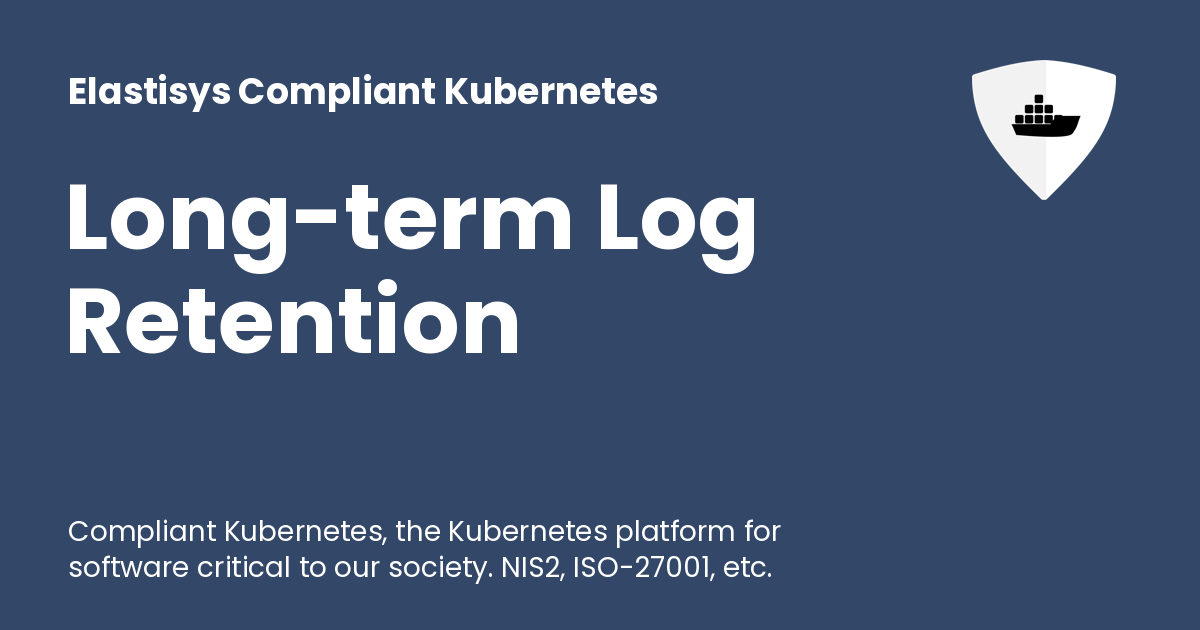 Elastisys Compliant Kubernetes
Long-term Log
Retention
Compliant Kubernetes, the Kubernetes platform for
software critical to our society. NIS2, ISO-27001, etc.